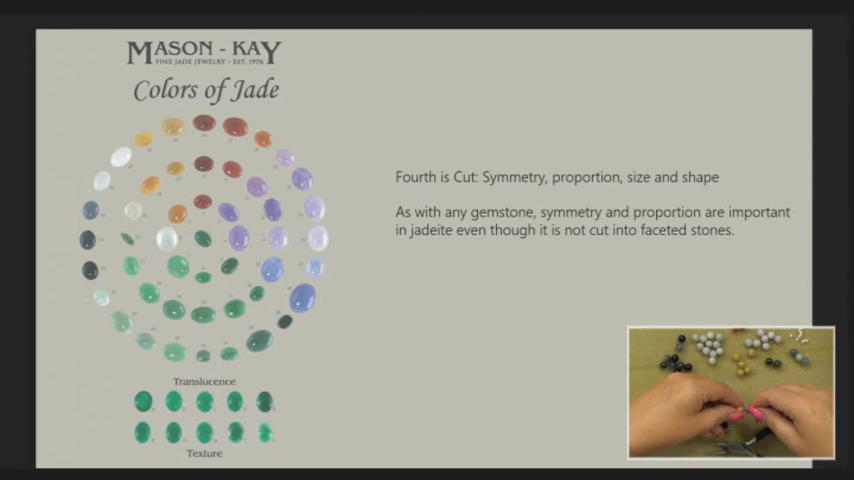 MASON - KAY
FINE JADE JEWELRY - EST. 1976
Colors of Jade
Fourth is Cut: Symmetry, proportion, size and shape
As with any gemstone, symmetry and proportion are important
in jadeite even though it is not cut into faceted stones.
Translucence
Texture